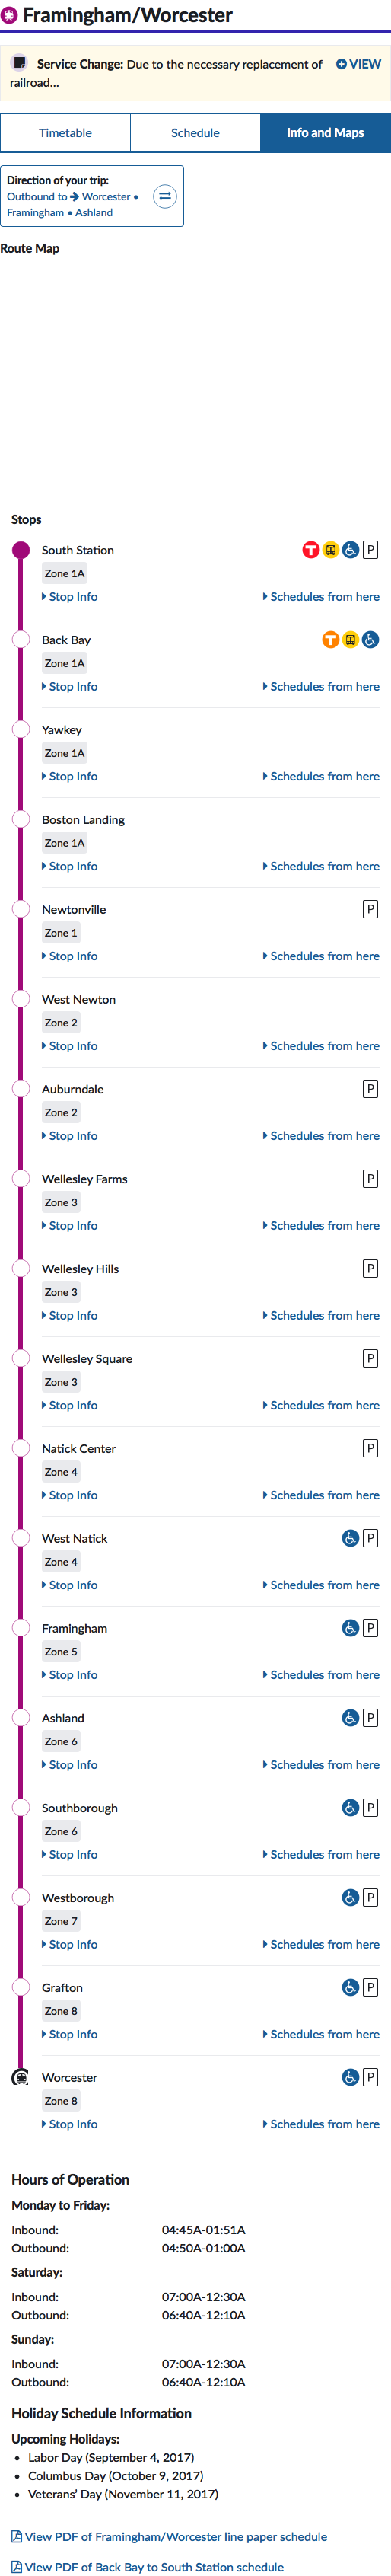 Framingham/Worcester
Service Change: Due to the necessary replacement of
railroad...
VIEW
Timetable
Schedule
Info and Maps
Direction of your trip:
Outbound to Worcester •
Framingham • Ashland
Route Map
Stops
South Station
T
P
Zone 1A
Stop Info
Schedules from here
Back Bay
T
Zone 1A
Stop Info
Schedules from here
Yawkey
Zone 1A
Stop Info
Schedules from here
Boston Landing
Zone 1A
Stop Info
Schedules from here
Newtonville
P
Zone 1
Stop Info
Schedules from here
West Newton
Zone 2
Stop Info
Schedules from here
Auburndale
P
Zone 2
Stop Info
Schedules from here
Wellesley Farms
P
Zone 3
Stop Info
Schedules from here
Wellesley Hills
P
Zone 3
Stop Info
Schedules from here
Wellesley Square
P
Zone 3
Stop Info
Schedules from here
Natick Center
P
Zone 4
Stop Info
Schedules from here
West Natick
P
Zone 4
Stop Info
Schedules from here
Framingham
P
Zone 5
Stop Info
Schedules from here
Ashland
P
Zone 6
Stop Info
Schedules from here
Southborough
P
Zone 6
Stop Info
Schedules from here
Westborough
P
Zone 7
Stop Info
Schedules from here
Grafton
P
Zone 8
Stop Info
Schedules from here
Worcester
P
Zone 8
Stop Info
Schedules from here
Hours of Operation
Monday to Friday:
Inbound: 04:45A-01:51A
Outbound: 04:50A-01:00A
Saturday:
Inbound: 07:00A-12:30A
Outbound: 06:40A-12:10A
Sunday:
Inbound: 07:00A-12:30A
Outbound: 06:40A-12:10A
Holiday Schedule Information
Upcoming Holidays:
• Labor Day (September 4, 2017)
• Columbus Day (October 9, 2017)
• Veterans' Day (November 11, 2017)
View PDF of Framingham/Worcester line paper schedule
View PDF of Back Bay to South Station schedule